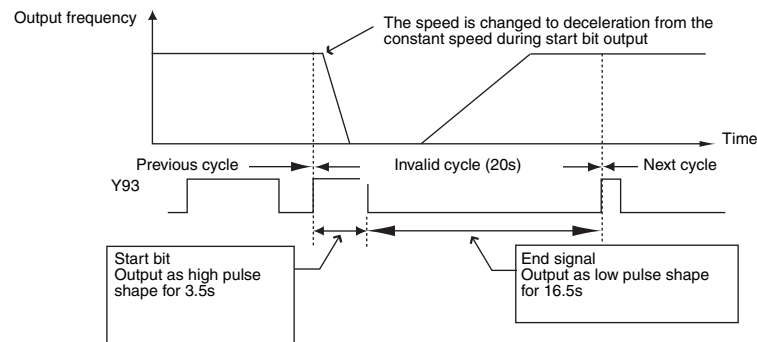 Output frequency
The speed is changed to deceleration from the
constant speed during start bit output
Time
Previous cycle
Invalid cycle (20s)
Next cycle
Y93
Start bit
Output as high pulse
shape for 3.5s
End signal
Output as low pulse shape
for 16.5s